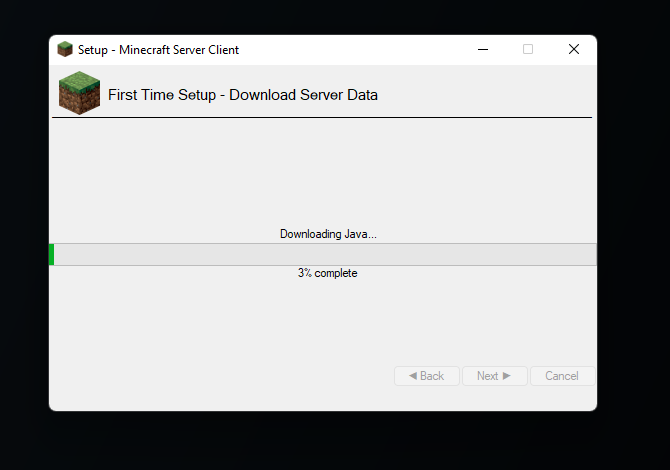 Setup - Minecraft Server Client
First Time Setup - Download Server Data
Downloading Java...
3% complete
◀ Back
Next ▶
Cancel